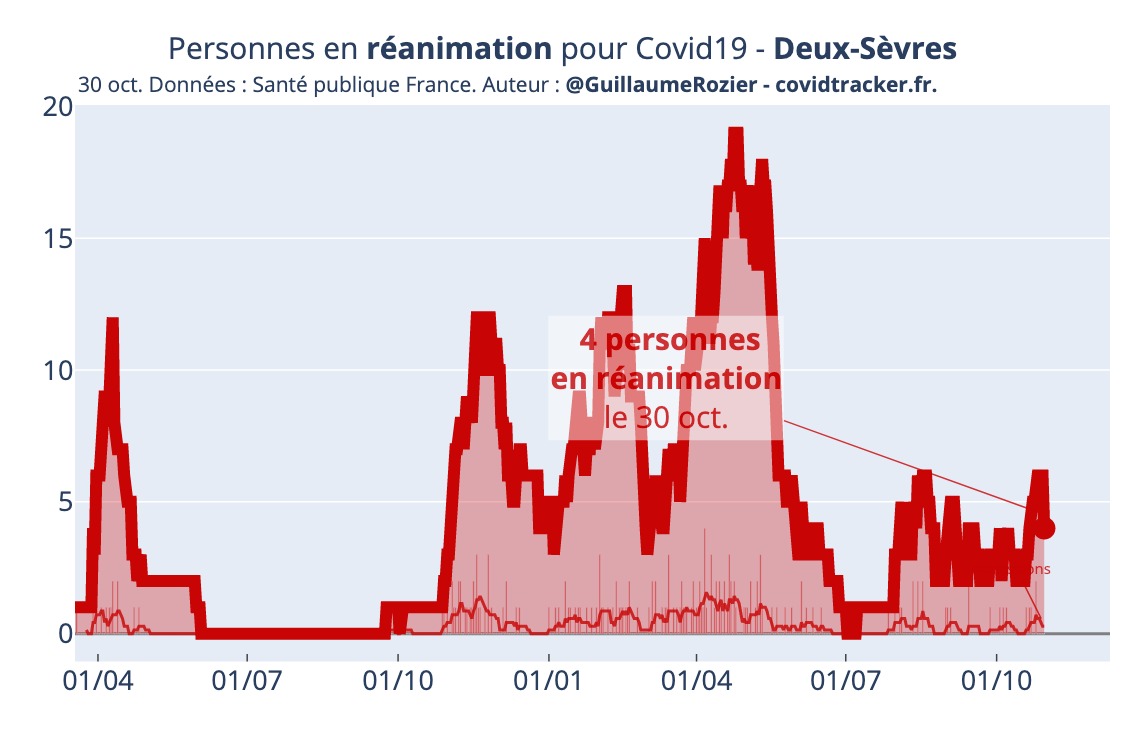 Personnes en réanimation pour Covid19 - Deux-Sèvres
30 oct. Données : Santé publique France. Auteur : @GuillaumeRozier - covidtracker.fr.
20
15
10
5
0
4 personnes
en réanimation
le 30 oct.
01/04
01/07
01/10
01/01
01/04
01/07
01/10